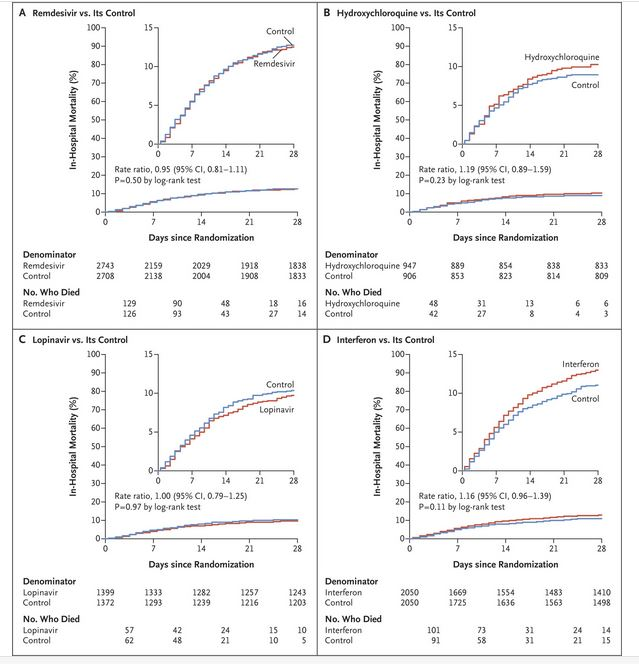 A Remdesivir vs. Its Control
In-Hospital Mortality (%)
100
90
80
70
60
50
40
30
20
10
0
15
10
5
0
0 7 14 21 28
Control
Remdesivir
Rate ratio, 0.95 (95% CI, 0.81–1.11)
P=0.50 by log-rank test
0 7 14 21 28
Days since Randomization
Denominator
Remdesivir 2743 2159 2029 1918 1838
Control 2708 2138 2004 1908 1833
No. Who Died
Remdesivir 129 90 48 18 16
Control 126 93 43 27 14
B Hydroxychloroquine vs. Its Control
In-Hospital Mortality (%)
100
90
80
70
60
50
40
30
20
10
0
15
10
5
0
0 7 14 21 28
Hydroxychloroquine
Control
Rate ratio, 1.19 (95% CI, 0.89–1.59)
P=0.23 by log-rank test
0 7 14 21 28
Days since Randomization
Denominator
Hydroxychloroquine 947 889 854 838 833
Control 906 853 823 814 809
No. Who Died
Hydroxychloroquine 48 31 13 6 6
Control 42 27 8 4 3
C Lopinavir vs. Its Control
In-Hospital Mortality (%)
100
90
80
70
60
50
40
30
20
10
0
15
10
5
0
0 7 14 21 28
Control
Lopinavir
Rate ratio, 1.00 (95% CI, 0.79–1.25)
P=0.97 by log-rank test
0 7 14 21 28
Days since Randomization
Denominator
Lopinavir 1399 1333 1282 1257 1243
Control 1372 1293 1239 1216 1203
No. Who Died
Lopinavir 57 42 24 15 10
Control 62 48 21 10 5
D Interferon vs. Its Control
In-Hospital Mortality (%)
100
90
80
70
60
50
40
30
20
10
0
15
10
5
0
0 7 14 21 28
Interferon
Control
Rate ratio, 1.16 (95% CI, 0.96–1.39)
P=0.11 by log-rank test
0 7 14 21 28
Days since Randomization
Denominator
Interferon 2050 1669 1554 1483 1410
Control 2050 1725 1636 1563 1498
No. Who Died
Interferon 101 73 31 24 14
Control 91 58 31 21 15